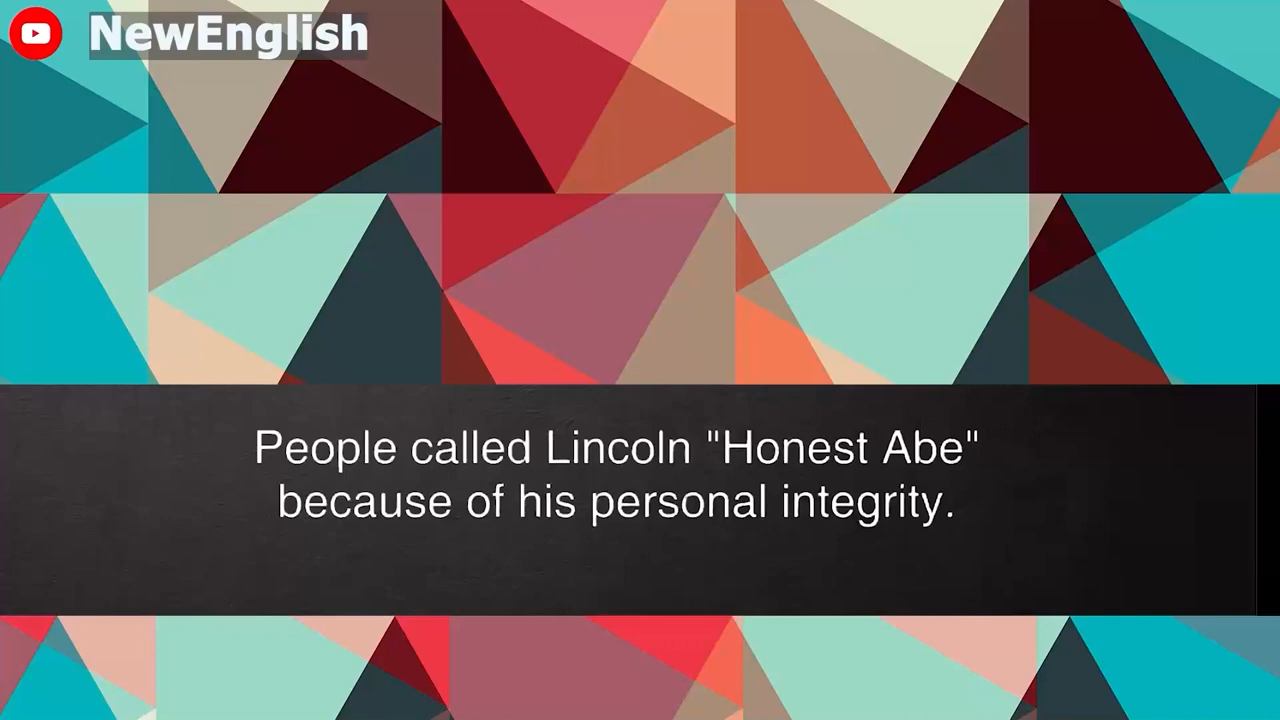 NewEnglish
People called Lincoln "Honest Abe"
because of his personal integrity.